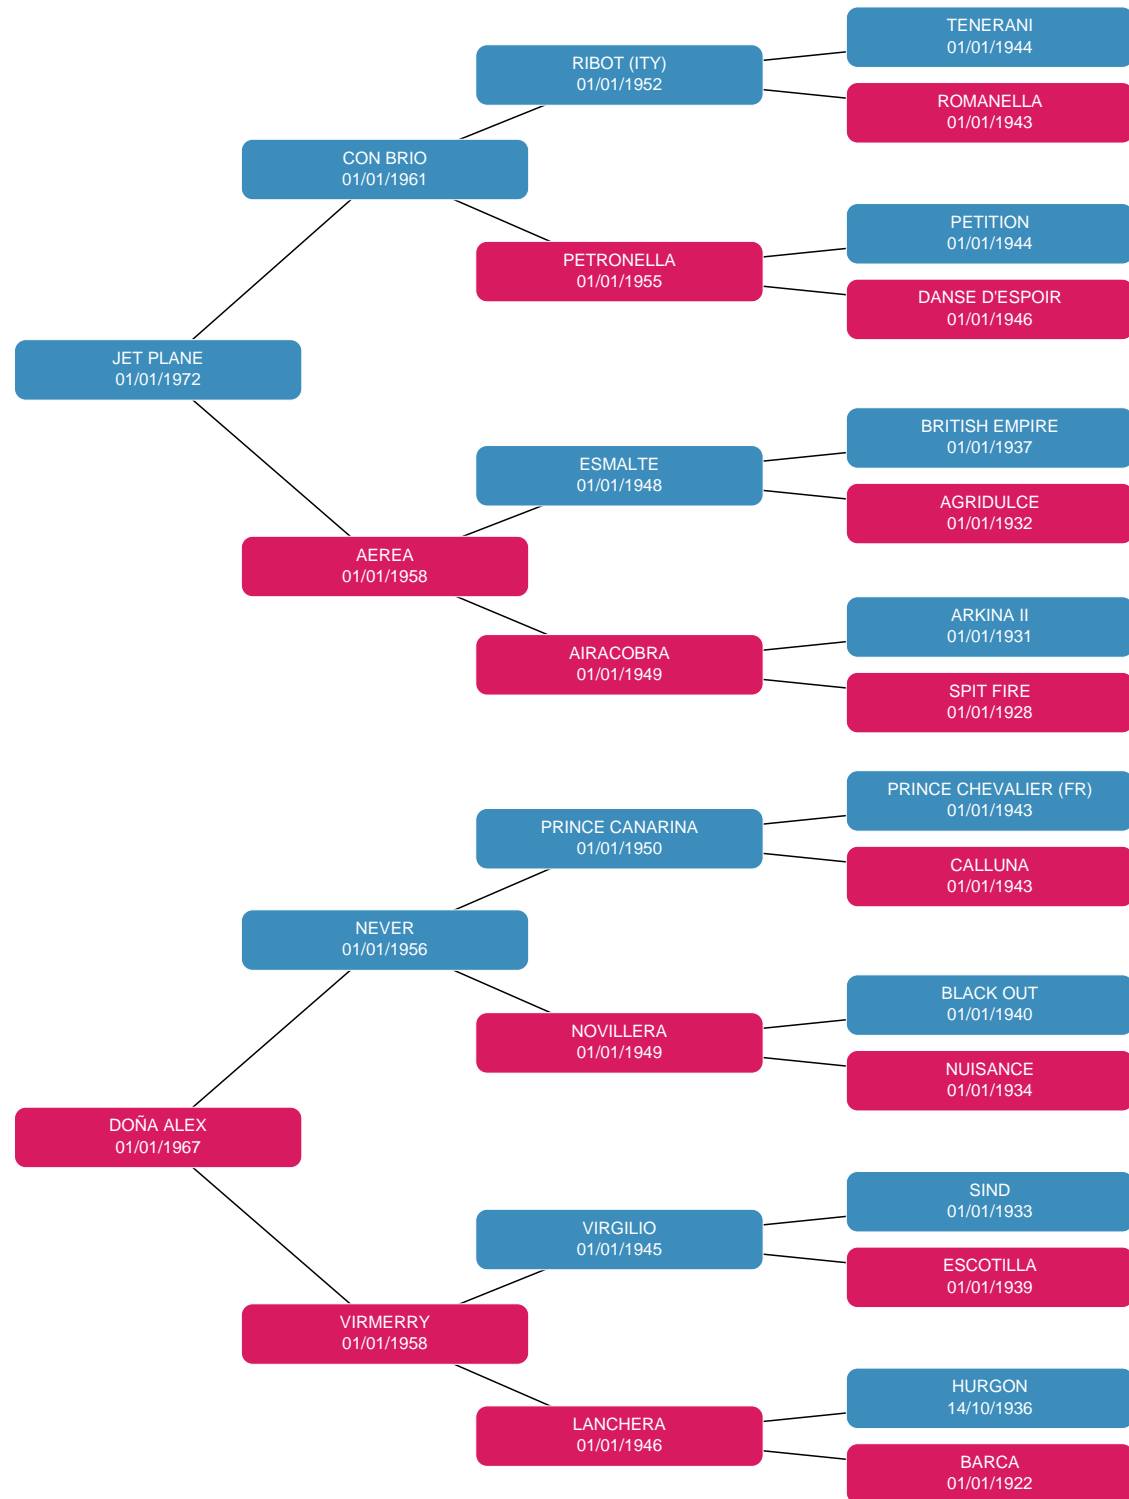 TENERANI
01/01/1944
RIBOT (ITY)
01/01/1952
ROMANELLA
01/01/1943
CON BRIO
01/01/1961
PETITION
01/01/1944
PETRONELLA
01/01/1955
DANSE D'ESPOIR
01/01/1946
JET PLANE
01/01/1972
BRITISH EMPIRE
01/01/1937
ESMALTE
01/01/1948
AGRIDULCE
01/01/1932
AEREA
01/01/1958
ARKINA II
01/01/1931
AIRACOBRA
01/01/1949
SPIT FIRE
01/01/1928
PRINCE CHEVALIER (FR)
01/01/1943
PRINCE CANARINA
01/01/1950
CALLUNA
01/01/1943
NEVER
01/01/1956
BLACK OUT
01/01/1940
NOVILLERA
01/01/1949
NUISANCE
01/01/1934
DOÑA ALEX
01/01/1967
SIND
01/01/1933
VIRGILIO
01/01/1945
ESCOTILLA
01/01/1939
VIRMERRY
01/01/1958
HURGON
14/10/1936
LANCHERA
01/01/1946
BARCA
01/01/1922